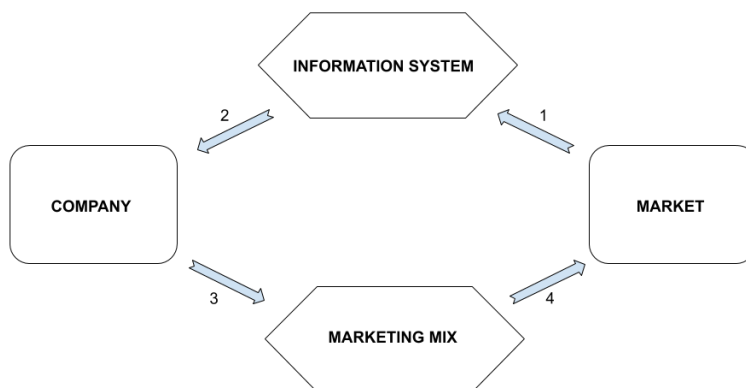 INFORMATION SYSTEM
2
1
COMPANY
MARKET
3
4
MARKETING MIX